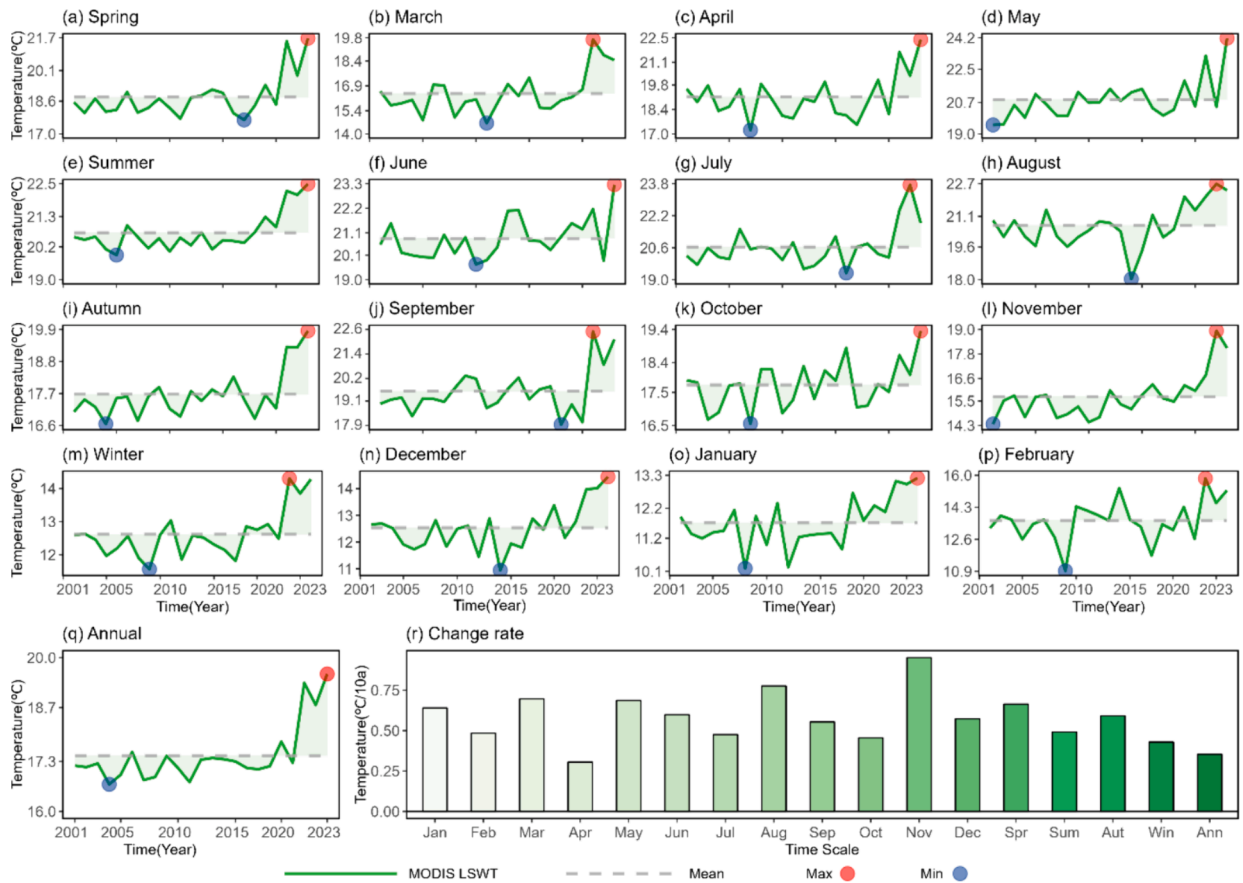 (a) Spring (b) March (c) April (d) May
Temperature(℃)
21.7 19.8 22.5 24.2
20.1 18.1 20.8 22.5
18.6 16.4 18.4 20.7
17.0 14.0 17.0 19.0
(e) Summer (f) June (g) July (h) August
Temperature(℃)
22.5 23.3 23.8 22.7
21.3 22.2 22.2 21.1
20.2 21.1 20.6 19.6
19.0 20.1 19.0 18.0
19.0
(i) Autumn (j) September (k) October (l) November
Temperature(℃)
19.9 22.6 19.4 19.0
18.8 21.4 18.4 16.6
17.7 20.2 17.5 15.5
16.6 19.1 16.5 14.3
17.9
(m) Winter (n) December (o) January (p) February
Temperature(℃)
14 14 13.3 16.0
13 13 12.2 14.3
12 12 11.2 12.6
11 10.1 10.9
2001 2005 2010 2015 2020 2023 2001 2005 2010 2015 2020 2023 2001 2005 2010 2015 2020 2023 2001 2005 2010 2015 2020 2023
Time(Year) Time(Year) Time(Year) Time(Year)
(q) Annual (r) Change rate
Temperature(℃)
20.0
18.7
17.3
16.0
2001 2005 2010 2015 2020 2023
Time(Year)
Temperature(℃/10a)
0.75
0.50
0.25
0.00
Jan Feb Mar Apr May Jun Jul Aug Sep Oct Nov Dec Spr Sum Aut Win Ann
Time Scale
MODIS LSWT Mean Max Min